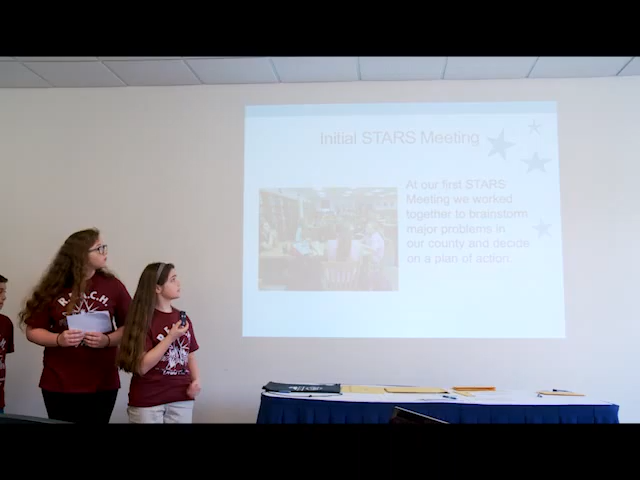 Initial STARS Meeting
At our first STARS
Meeting we worked
together to brainstorm
major problems in
our county and decide
on a plan of action.
R.E.A.C.H.